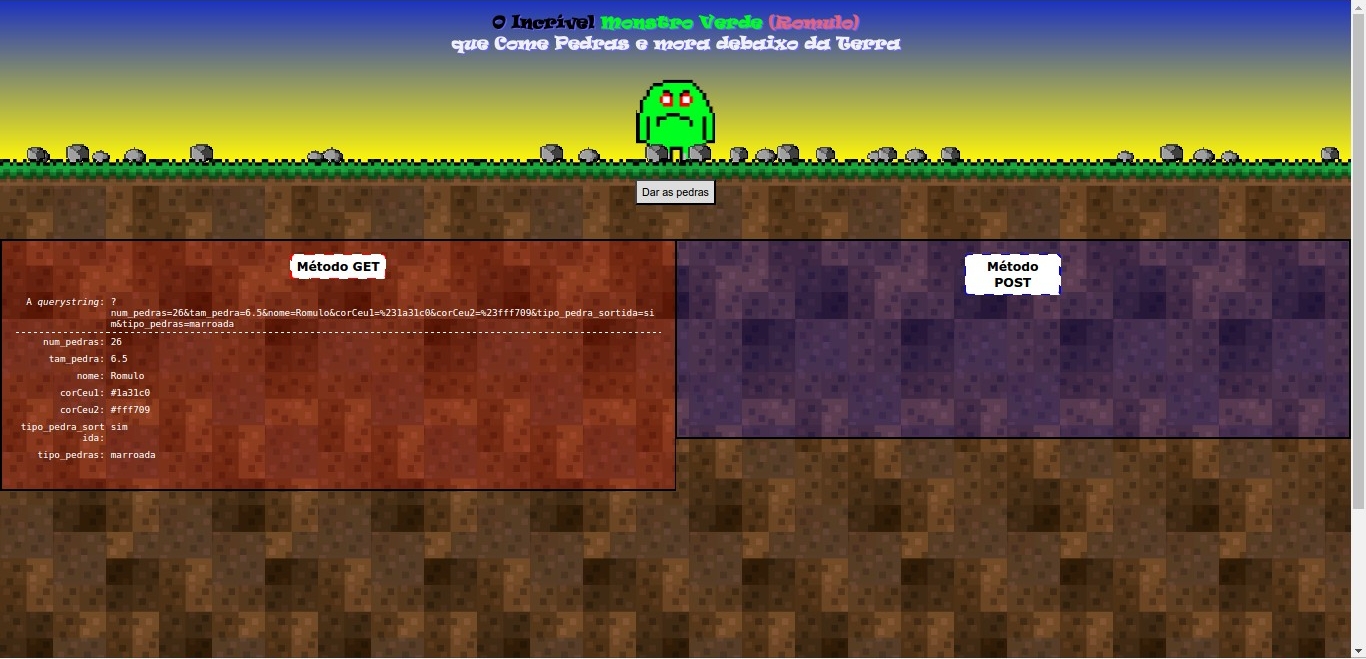 O Incrível Monstro Verde (Romulo)
que Come Pedras e mora debaixo da Terra
Dar as pedras
Método GET
A querystring: ?
num_pedras=26&tam_pedra=6.5&nome=Romulo&corCeu1=%231a31c0&corCeu2=%23fff709&tipo_pedra_sortida=si
m&tipo_pedras=marroada
num_pedras: 26
tam_pedra: 6.5
nome: Romulo
corCeu1: #1a31c0
corCeu2: #fff709
tipo_pedra_sort sim
ida:
tipo_pedras: marroada
Método
POST